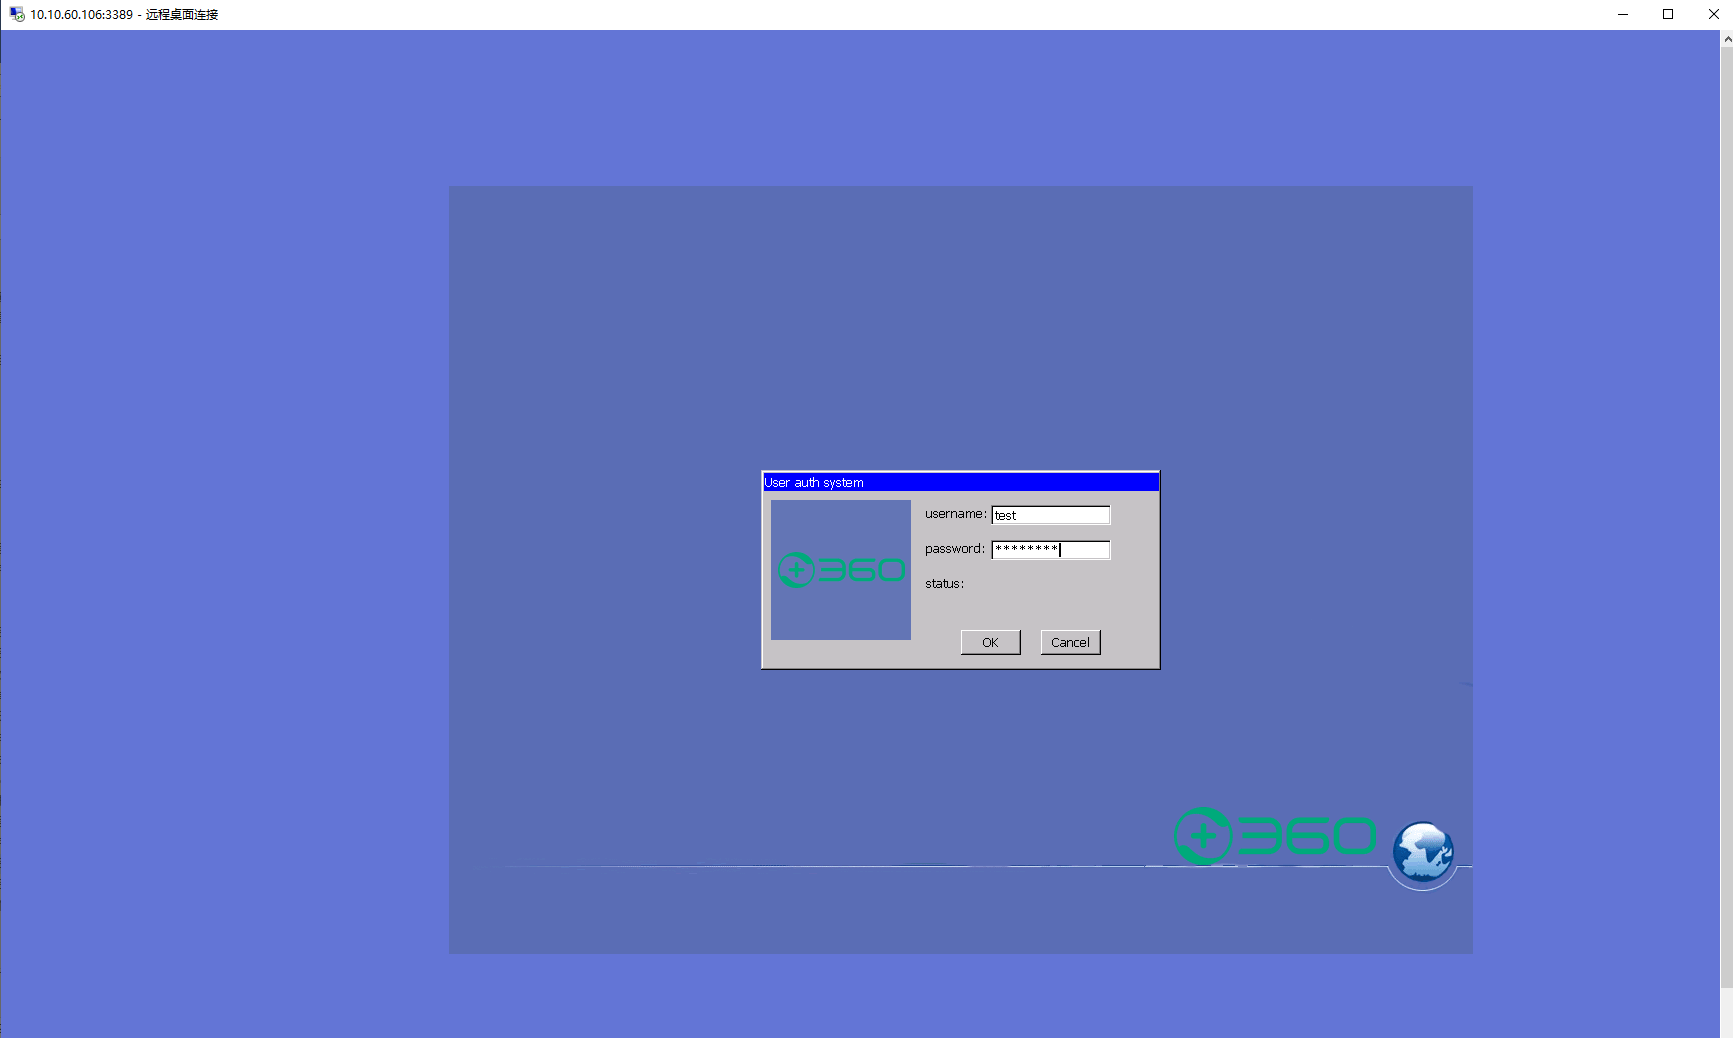 10.10.60.106:3389 - 远程桌面连接
User auth system
360
username: test
password: ********
status:
OK Cancel
360